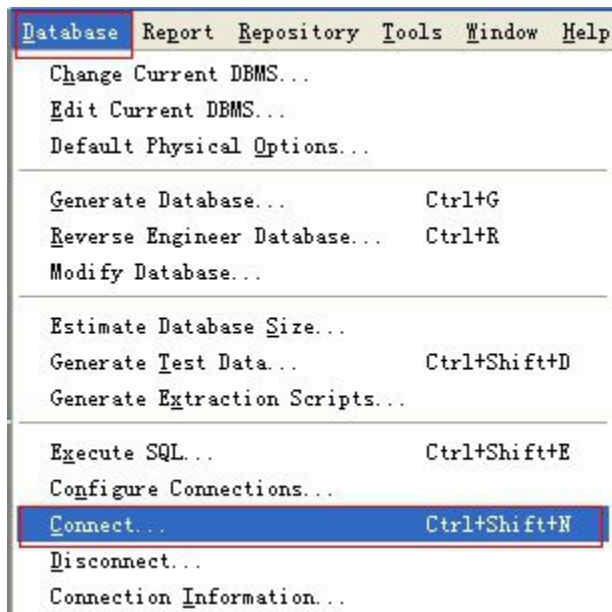 Database Report Repository Tools Window Help
Change Current DBMS...
Edit Current DBMS...
Default Physical Options...
Generate Database... Ctrl+G
Reverse Engineer Database... Ctrl+R
Modify Database...
Estimate Database Size...
Generate Test Data... Ctrl+Shift+D
Generate Extraction Scripts...
Execute SQL... Ctrl+Shift+E
Configure Connections...
Connect... Ctrl+Shift+N
Disconnect...
Connection Information...